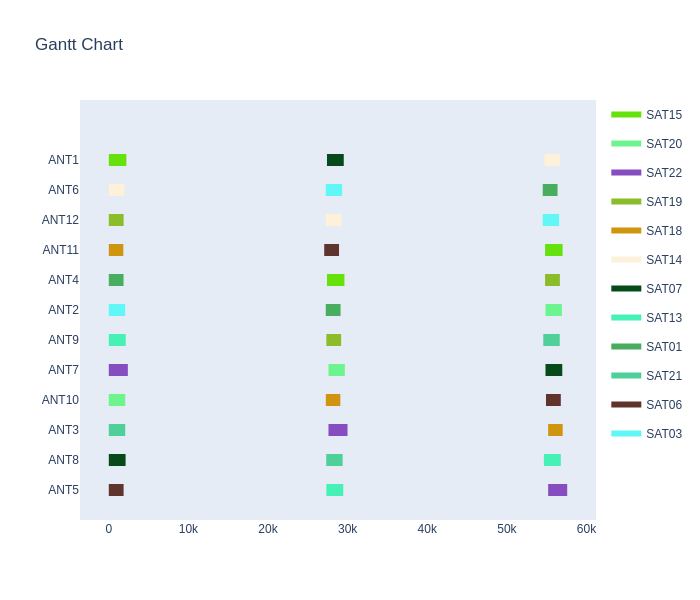 Gantt Chart
ANT1
ANT6
ANT12
ANT11
ANT4
ANT2
ANT9
ANT7
ANT10
ANT3
ANT8
ANT5
0 10k 20k 30k 40k 50k 60k
SAT15
SAT20
SAT22
SAT19
SAT18
SAT14
SAT07
SAT13
SAT01
SAT21
SAT06
SAT03